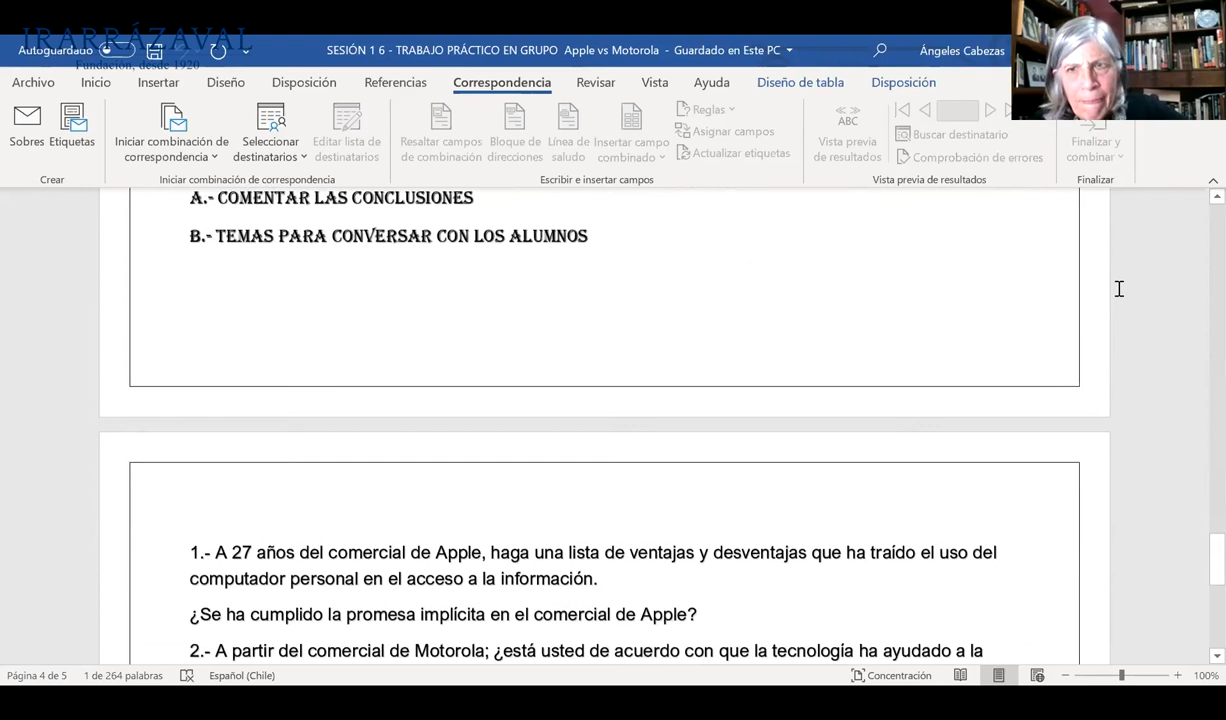 IRARRÁZAVAL
Fundación, desde 1920
Autoguardado
SESIÓN 1 6 - TRABAJO PRÁCTICO EN GRUPO Apple vs Motorola - Guardado en Este PC
Ángeles Cabezas
Archivo Inicio Insertar Diseño Disposición Referencias Correspondencia Revisar Vista Ayuda Diseño de tabla Disposición
Sobres
Etiquetas
Iniciar combinación de
correspondencia
Seleccionar
destinatarios
Editar lista de
destinatarios
Resaltar campos
de combinación
Bloque de
direcciones
Línea de
saludo
Insertar campo
combinado
Reglas
Asignar campos
Actualizar etiquetas
ABC
Vista previa
de resultados
Buscar destinatario
Comprobación de errores
Finalizar y
combinar
Crear
Iniciar combinación de correspondencia
Escribir e insertar campos
Vista previa de resultados
Finalizar
A.- COMENTAR LAS CONCLUSIONES
B.- TEMAS PARA CONVERSAR CON LOS ALUMNOS
1.- A 27 años del comercial de Apple, haga una lista de ventajas y desventajas que ha traído el uso del
computador personal en el acceso a la información.
¿Se ha cumplido la promesa implícita en el comercial de Apple?
2.- A partir del comercial de Motorola; ¿está usted de acuerdo con que la tecnología ha ayudado a la
Página 4 de 5 1 de 264 palabras Español (Chile) Concentración 100%